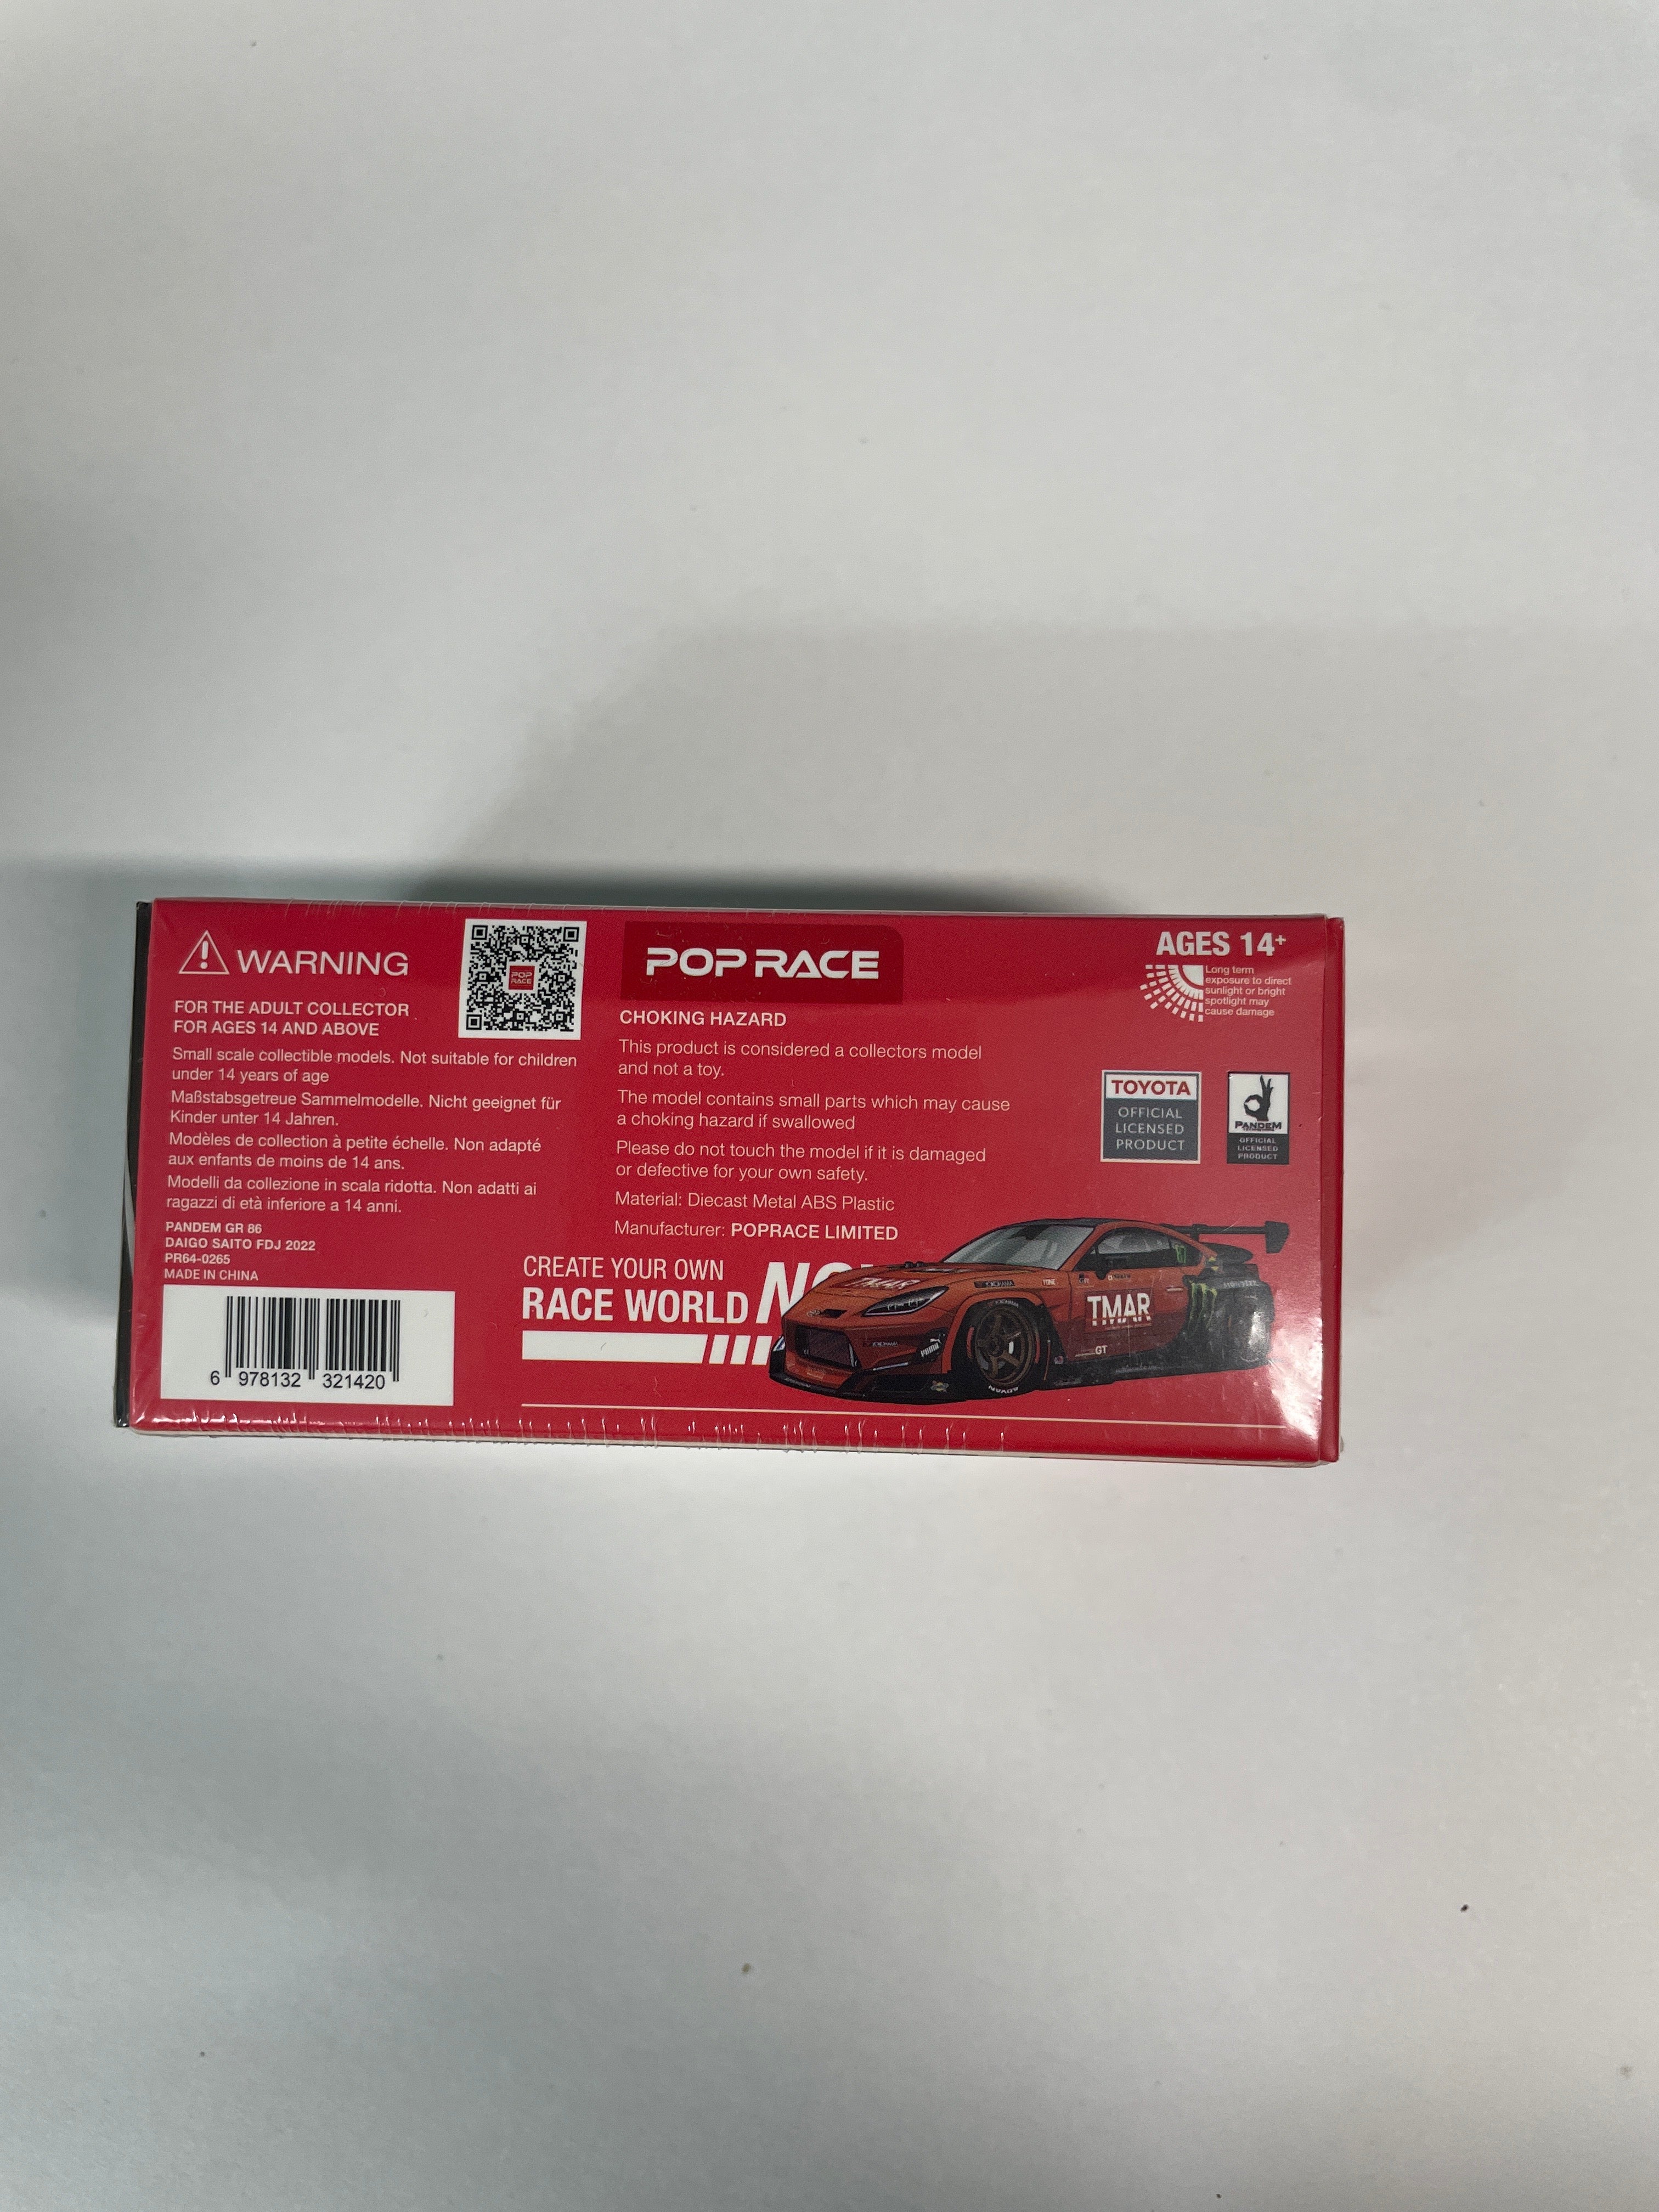 WARNING
FOR THE ADULT COLLECTOR
FOR AGES 14 AND ABOVE
Small scale collectible models. Not suitable for children
under 14 years of age
Maßstabsgetreue Sammelmodelle. Nicht geeignet für
Kinder unter 14 Jahren.
Modèles de collection à petite échelle. Non adapté
aux enfants de moins de 14 ans.
Modelli da collezione in scala ridotta. Non adatti ai
ragazzi di età inferiore a 14 anni.
PANDEM GR 86
DAIGO SAITO FDJ 2022
PR64-0265
MADE IN CHINA
6 978132 321420
POP
RACE
POP RACE
CHOKING HAZARD
This product is considered a collectors model
and not a toy.
The model contains small parts which may cause
a choking hazard if swallowed
Please do not touch the model if it is damaged
or defective for your own safety.
Material: Diecast Metal ABS Plastic
Manufacturer: POPRACE LIMITED
CREATE YOUR OWN
RACE WORLD
AGES 14+
Long term
exposure to direct
sunlight or bright
spotlight may
cause damage
TOYOTA
OFFICIAL
LICENSED
PRODUCT
PANDEM
OFFICIAL
LICENSED
PRODUCT
TMAR
TMAR
TONE
GT
PUMA
ADVAN